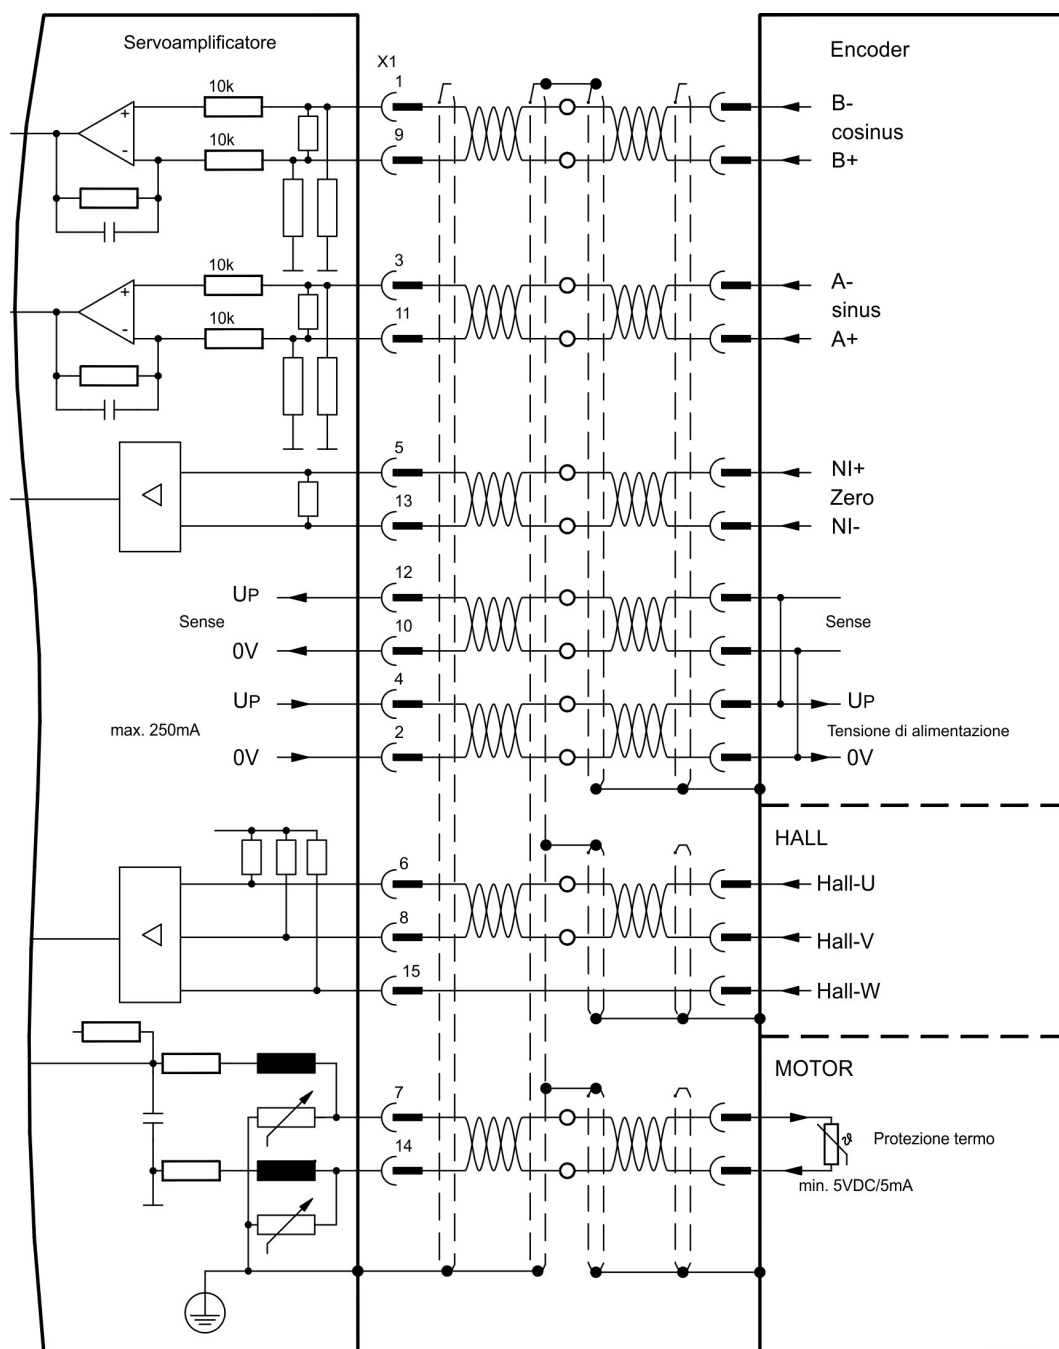 Servoamplificatore
Encoder
X1
1
10k
B-
cosinus
9
10k
B+
3
10k
A-
sinus
11
10k
A+
5
NI+
Zero
13
NI-
12
UP
Sense
Sense
10
0V
4
UP
UP
max. 250mA
Tensione di alimentazione
2
0V
0V
HALL
6
Hall-U
8
Hall-V
15
Hall-W
MOTOR
7
ϑ
Protezione termo
14
min. 5VDC/5mA
+
-
+
-